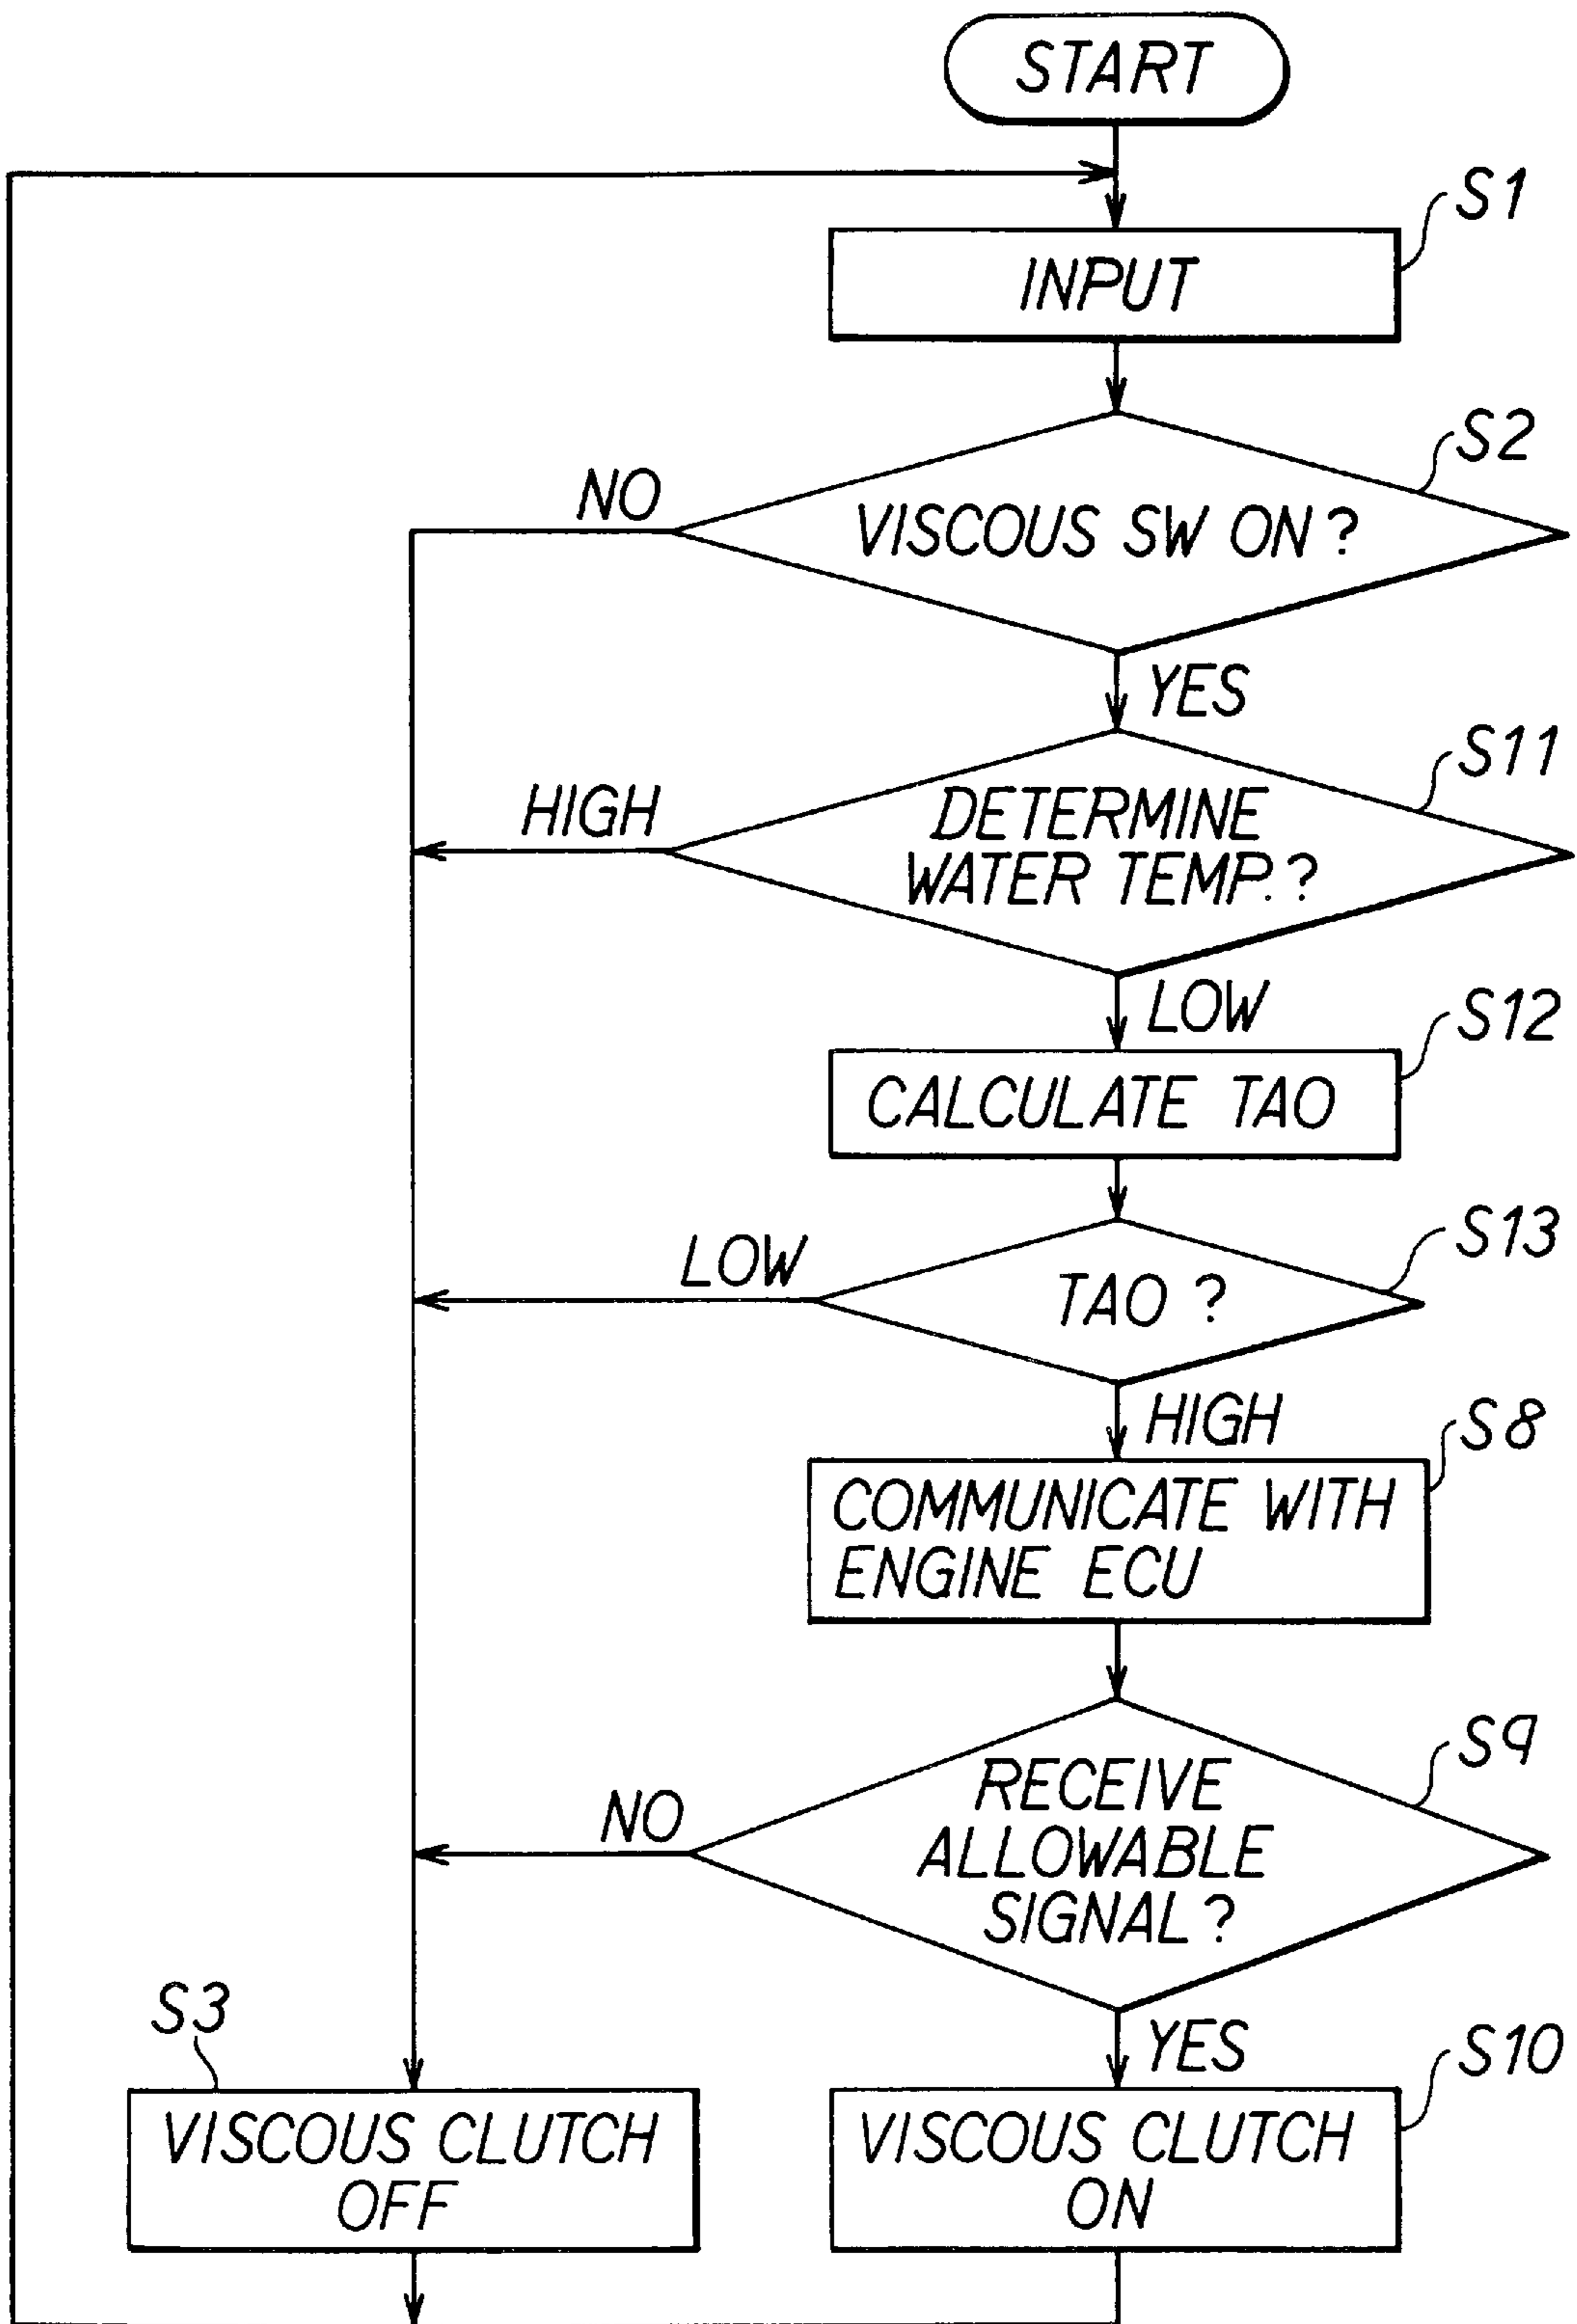 START
S1
INPUT
S2
NO
VISCOUS SW ON?
YES
S11
HIGH
DETERMINE
WATER TEMP.?
LOW
S12
CALCULATE TAO
S13
LOW
TAO ?
HIGH
S8
COMMUNICATE WITH
ENGINE ECU
S9
NO
RECEIVE
ALLOWABLE
SIGNAL?
S3
YES
S10
VISCOUS CLUTCH
OFF
VISCOUS CLUTCH
ON